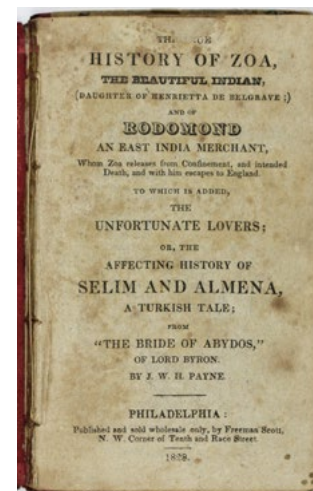 HISTORY OF ZOA,
THE BEAUTIFUL INDIAN,
(DAUGHTER OF HENRIETTA DE BELGRAVE;)
AND OF
RODOMOND
AN EAST INDIA MERCHANT,
Whom Zoa releases from Confinement, and intended
Death, and with him escapes to England.
TO WHICH IS ADDED,
THE
UNFORTUNATE LOVERS;
OR, THE
AFFECTING HISTORY OF
SELIM AND ALMENA,
A TURKISH TALE;
FROM
"THE BRIDE OF ABYDOS,"
OF LORD BYRON.
BY J. W. H. PAYNE.
PHILADELPHIA:
Published and sold wholesale only, by Freeman Scott,
N. W. Corner of Tenth and Race Street.